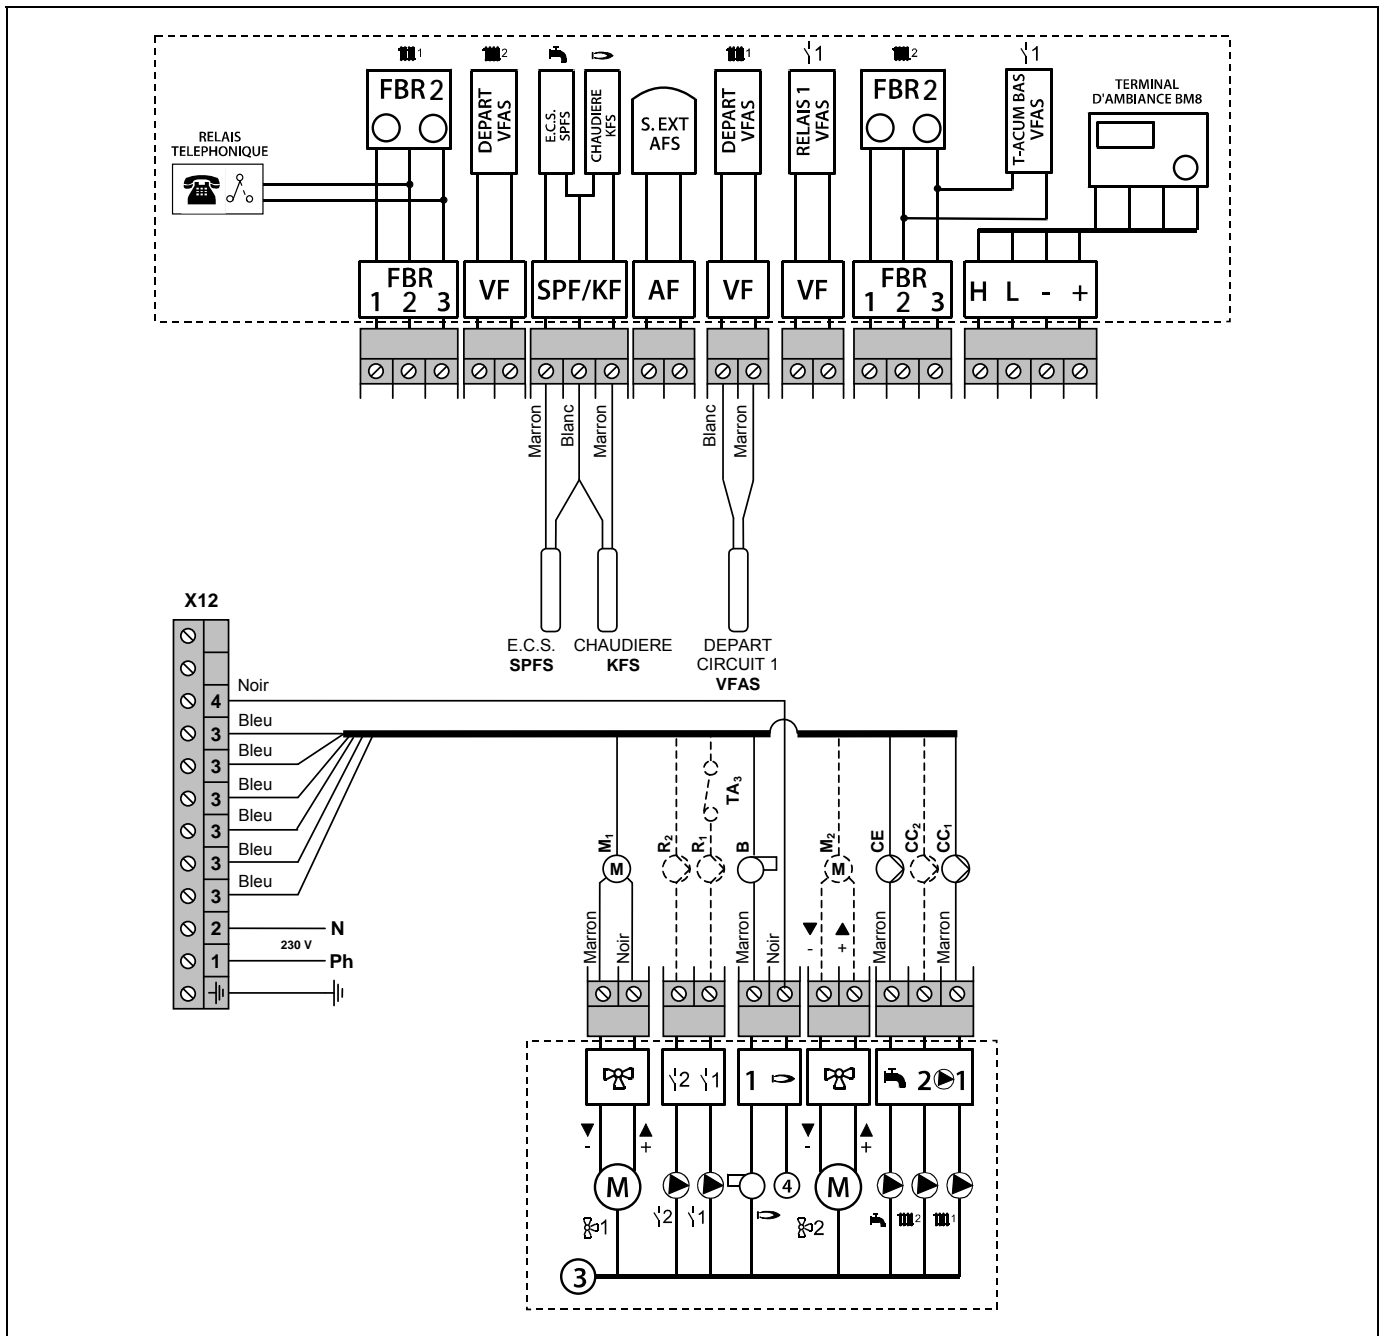 1
2
1
1
2
1
FBR 2
DEPART
VFAS
E.C.S.
SPFS
CHAUDIERE
KFS
S. EXT
AFS
DEPART
VFAS
RELAIS 1
VFAS
FBR 2
T-ACUM BAS
VFAS
TERMINAL
D'AMBIANCE BM8
RELAIS
TELEPHONIQUE
FBR
1 2 3
VF
SPF/KF
AF
VF
VF
FBR
1 2 3
H L - +
Marron
Blanc
Marron
Blanc
Marron
E.C.S.
SPFS
CHAUDIERE
KFS
DEPART
CIRCUIT 1
VFAS
X12
4 Noir
3 Bleu
3 Bleu
3 Bleu
3 Bleu
3 Bleu
3 Bleu
2 N
230 V
1 Ph
M1
M
R2
R1
TA3
B
M2
M
CE
CC2
CC1
Marron
Noir
Marron
Noir
-
+
Marron
Marron
2 1
1
2 1
- +
- +
M
4
M
1
2
1
2
2
1
3